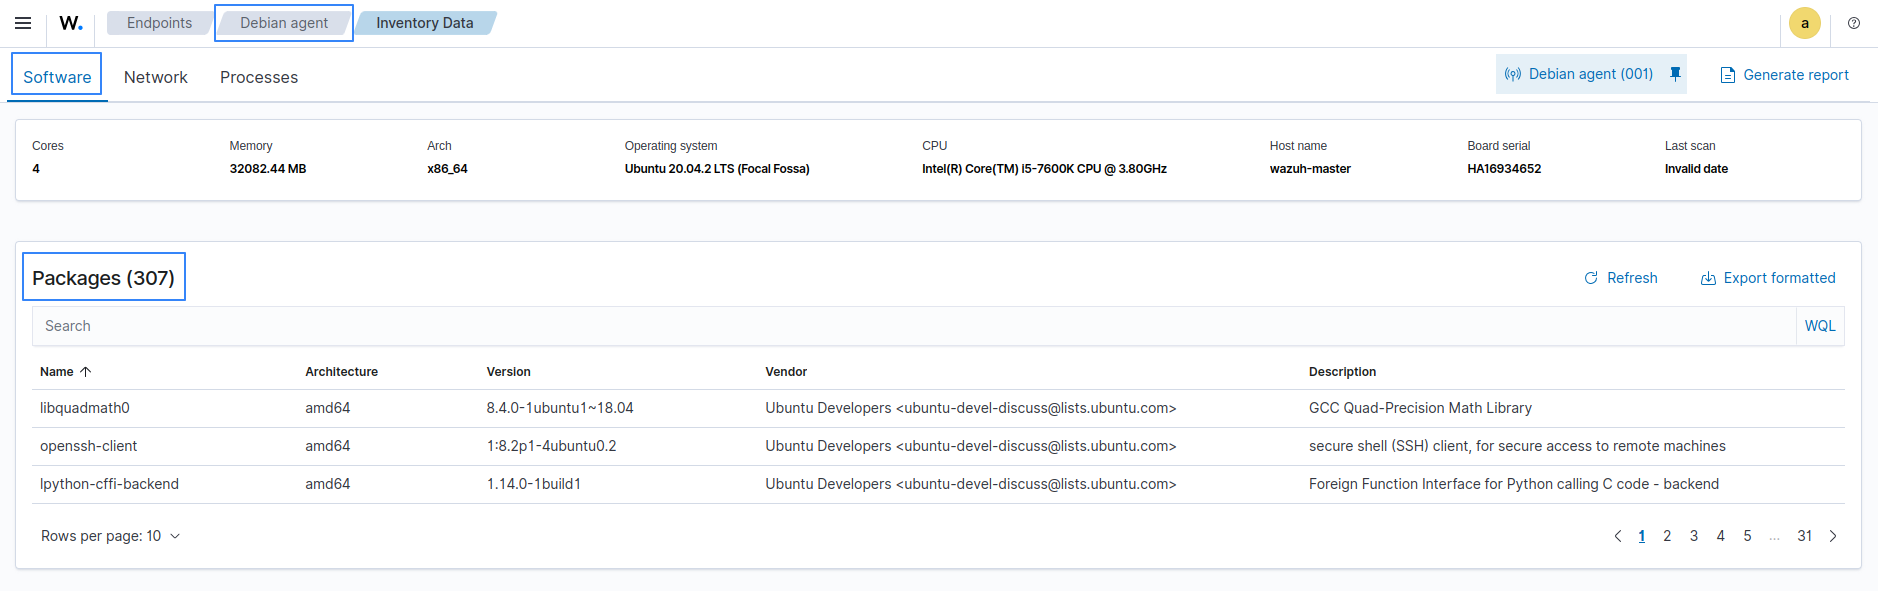 W. Endpoints Debian agent Inventory Data a
Software Network Processes Debian agent (001) Generate report
Cores Memory Arch Operating system CPU Host name Board serial Last scan
4 32082.44 MB x86_64 Ubuntu 20.04.2 LTS (Focal Fossa) Intel(R) Core(TM) i5-7600K CPU @ 3.80GHz wazuh-master HA16934652 Invalid date
Packages (307) Refresh Export formatted
Search WQL
Name Architecture Version Vendor Description
libquadmath0 amd64 8.4.0-1ubuntu1~18.04 Ubuntu Developers <ubuntu-devel-discuss@lists.ubuntu.com> GCC Quad-Precision Math Library
openssh-client amd64 1:8.2p1-4ubuntu0.2 Ubuntu Developers <ubuntu-devel-discuss@lists.ubuntu.com> secure shell (SSH) client, for secure access to remote machines
lpython-cffi-backend amd64 1.14.0-1build1 Ubuntu Developers <ubuntu-devel-discuss@lists.ubuntu.com> Foreign Function Interface for Python calling C code - backend
Rows per page: 10 1 2 3 4 5 ... 31